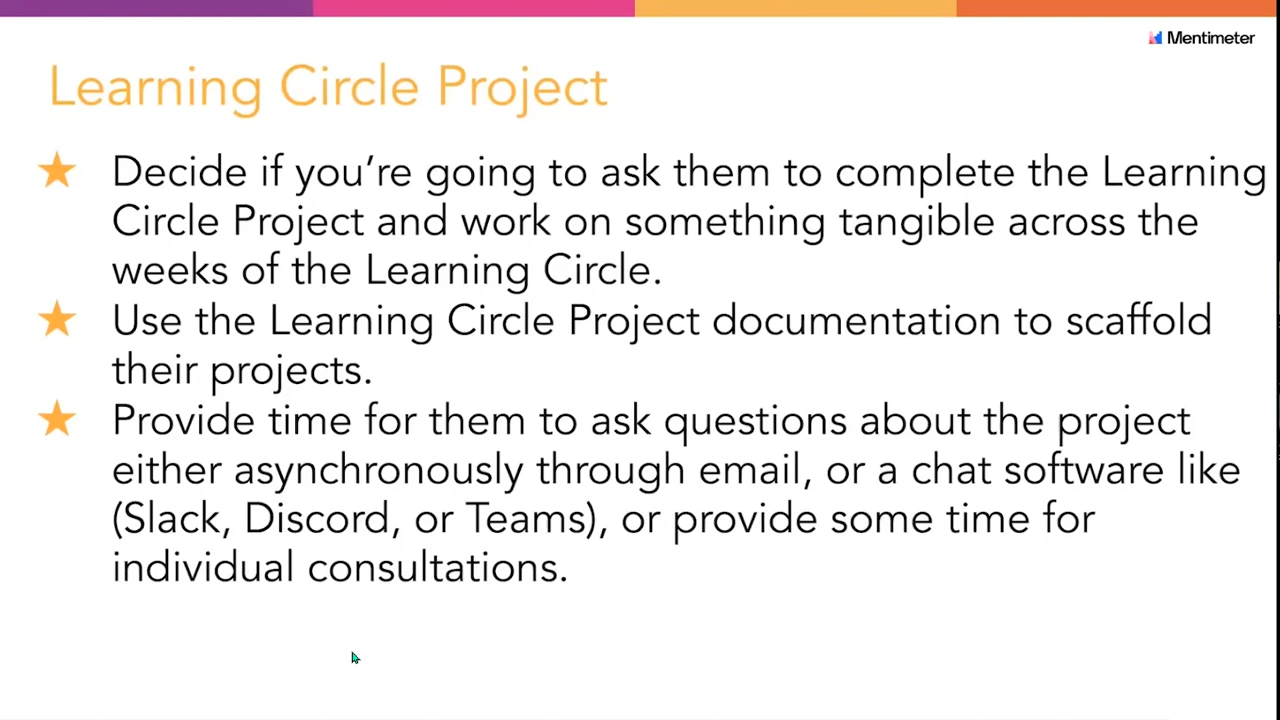 Mentimeter
Learning Circle Project
Decide if you’re going to ask them to complete the Learning
Circle Project and work on something tangible across the
weeks of the Learning Circle.
Use the Learning Circle Project documentation to scaffold
their projects.
Provide time for them to ask questions about the project
either asynchronously through email, or a chat software like
(Slack, Discord, or Teams), or provide some time for
individual consultations.